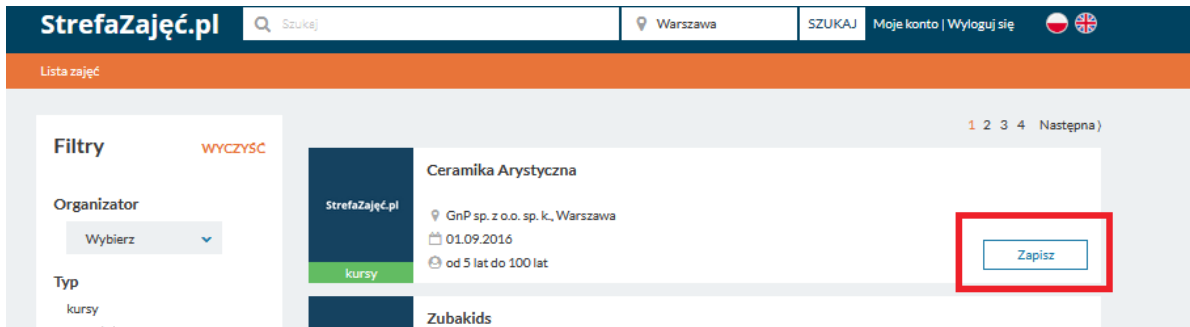 StrefaZajęć.pl Szukaj Warszawa SZUKAJ Moje konto | Wyloguj się
Lista zajęć
1 2 3 4 Następna ⟩
Filtry WYCZYŚĆ
Organizator
Wybierz
Typ
kursy
StrefaZajęć.pl
kursy
Ceramika Arystyczna
GnP sp. z o.o. sp. k., Warszawa
01.09.2016
od 5 lat do 100 lat
Zapisz
Zubakids